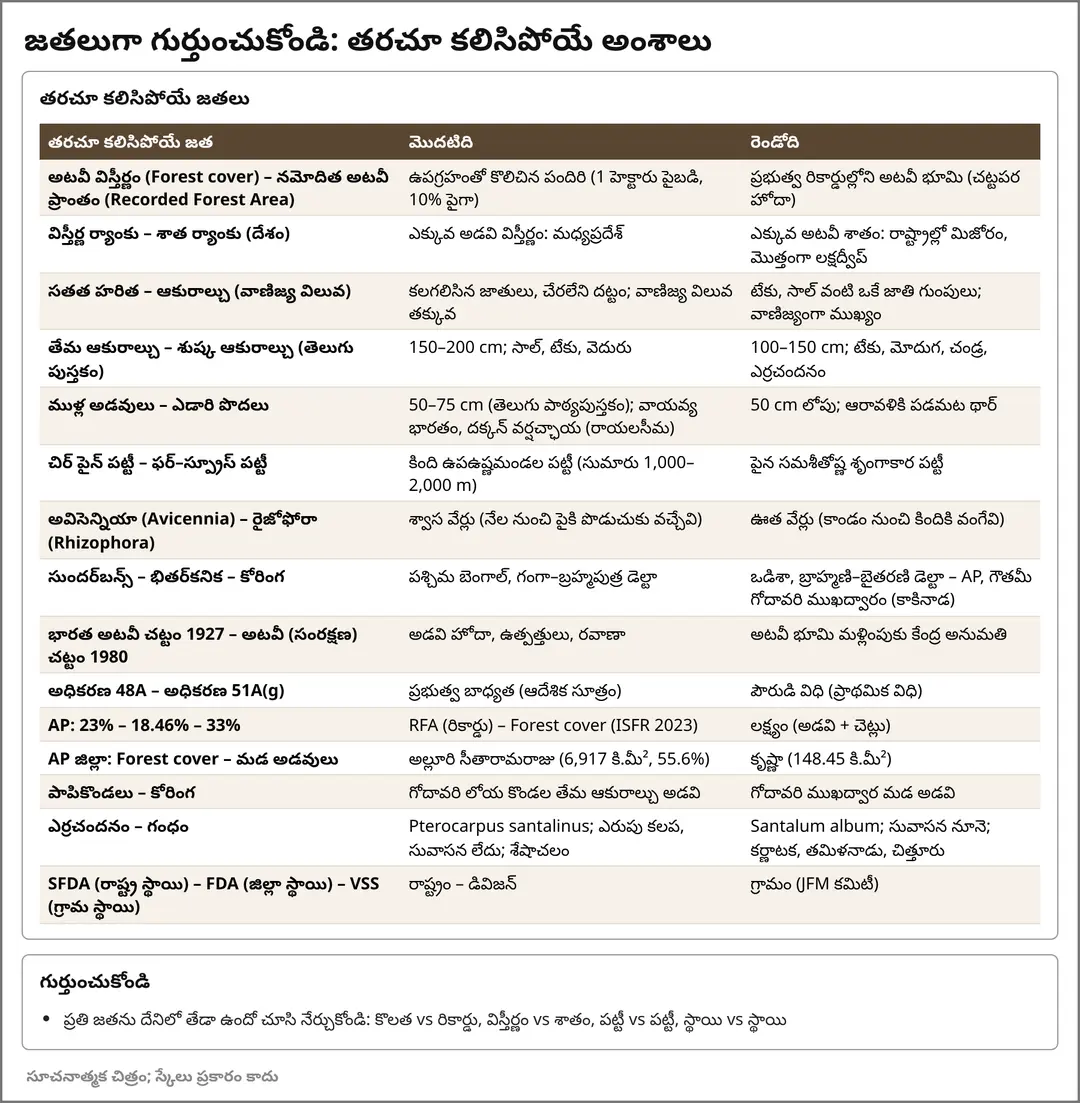 జతలుగా గుర్తుంచుకోండి: తరచూ కలిసిపోయే అంశాలు
తరచూ కలిసిపోయే జతలు
తరచూ కలిసిపోయే జత మొదటిది రెండోది
అటవీ విస్తీర్ణం (Forest cover) – నమోదిత అటవీ ప్రాంతం (Recorded Forest Area)
ఉపగ్రహంతో కొలిచిన పందిరి (1 హెక్టారు పైబడి, 10% పైగా)
ప్రభుత్వ రికార్డుల్లోని అటవీ భూమి (చట్టపర హోదా)
విస్తీర్ణ ర్యాంకు – శాత ర్యాంకు (దేశం)
ఎక్కువ అడవి విస్తీర్ణం: మధ్యప్రదేశ్
ఎక్కువ అటవీ శాతం: రాష్ట్రాల్లో మిజోరం, మొత్తంగా లక్షద్వీప్
సతత హరిత – ఆకురాల్చు (వాణిజ్య విలువ)
కలగలిసిన జాతులు, చేరలేని దట్టం; వాణిజ్య విలువ తక్కువ
టేకు, సాల్ వంటి ఒకే జాతి గుంపులు; వాణిజ్యంగా ముఖ్యం
తేమ ఆకురాల్చు – శుష్క ఆకురాల్చు (తెలుగు పుస్తకం)
150–200 cm; సాల్, టేకు, వెదురు
100–150 cm; టేకు, మోదుగ, చండ్ర, ఎర్రచందనం
ముళ్ల అడవులు – ఎడారి పొదలు
50–75 cm (తెలుగు పాఠ్యపుస్తకం); వాయవ్య భారతం, దక్కన్ వర్షచ్ఛాయ (రాయలసీమ)
50 cm లోపు; ఆరావళికి పడమట థార్
చిర్ పైన్ పట్టీ – ఫర్–స్ప్రూస్ పట్టీ
కింది ఉపఉష్ణమండల పట్టీ (సుమారు 1,000–2,000 m)
పైన సమశీతోష్ణ శృంగాకార పట్టీ
అవిసెన్నియా (Avicennia) – రైజోఫోరా (Rhizophora)
శ్వాస వేర్లు (నేల నుంచి పైకి పొడుచుకు వచ్చేవి)
ఊత వేర్లు (కాండం నుంచి కిందికి వంగేవి)
సుందర్‌బన్స్ – భితర్‌కనిక – కోరింగ
పశ్చిమ బెంగాల్, గంగా–బ్రహ్మపుత్ర డెల్టా
ఒడిశా, బ్రాహ్మణి–బైతరణి డెల్టా – AP, గౌతమీ గోదావరి ముఖద్వారం (కాకినాడ)
భారత అటవీ చట్టం 1927 – అటవీ (సంరక్షణ) చట్టం 1980
అడవి హోదా, ఉత్పత్తులు, రవాణా
అటవీ భూమి మళ్లింపుకు కేంద్ర అనుమతి
అధికరణ 48A – అధికరణ 51A(g)
ప్రభుత్వ బాధ్యత (ఆదేశిక సూత్రం)
పౌరుడి విధి (ప్రాథమిక విధి)
AP: 23% – 18.46% – 33%
RFA (రికార్డు) – Forest cover (ISFR 2023)
లక్ష్యం (అడవి + చెట్లు)
AP జిల్లా: Forest cover – మడ అడవులు
అల్లూరి సీతారామరాజు (6,917 కి.మీ², 55.6%)
కృష్ణా (148.45 కి.మీ²)
పాపికొండలు – కోరింగ
గోదావరి లోయ కొండల తేమ ఆకురాల్చు అడవి
గోదావరి ముఖద్వార మడ అడవి
ఎర్రచందనం – గంధం
Pterocarpus santalinus; ఎరుపు కలప, సువాసన లేదు; శేషాచలం
Santalum album; సువాసన నూనె; కర్ణాటక, తమిళనాడు, చిత్తూరు
SFDA (రాష్ట్ర స్థాయి) – FDA (జిల్లా స్థాయి) – VSS (గ్రామ స్థాయి)
రాష్ట్రం – డివిజన్
గ్రామం (JFM కమిటీ)
గుర్తుంచుకోండి
• ప్రతి జతను దేనిలో తేడా ఉందో చూసి నేర్చుకోండి: కొలత vs రికార్డు, విస్తీర్ణం vs శాతం, పట్టీ vs పట్టీ, స్థాయి vs స్థాయి
సూచనాత్మక చిత్రం; స్కేలు ప్రకారం కాదు